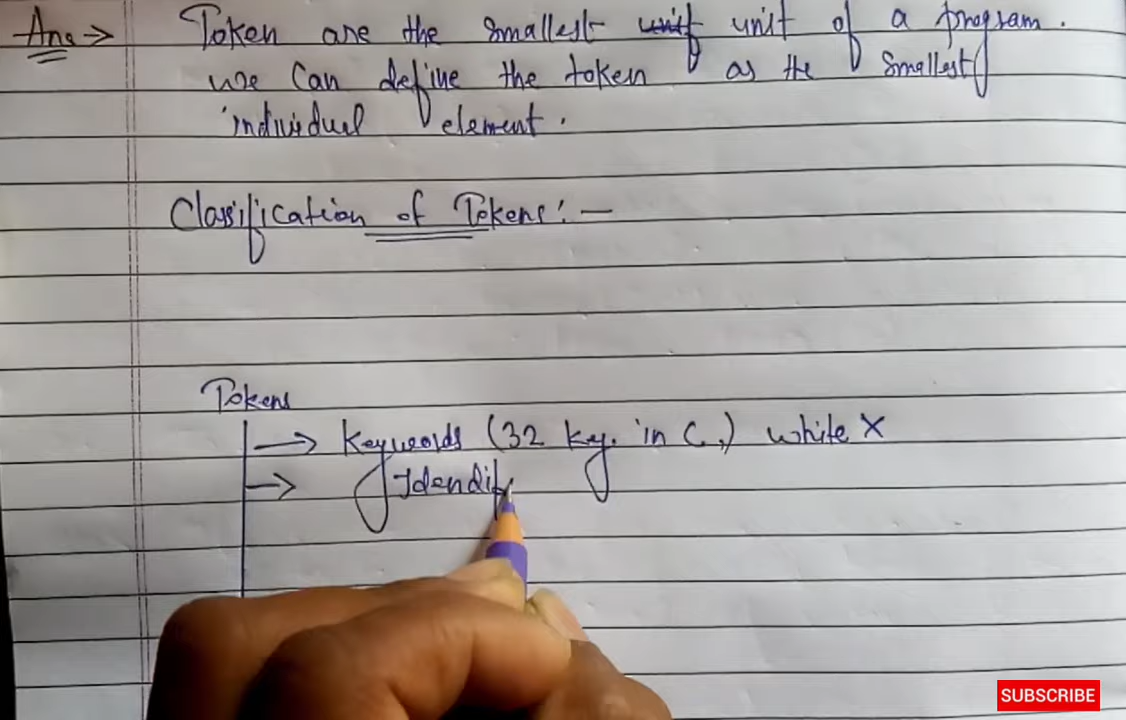 Ans → Token are the smallest unit unit of a program.
we can define the token as the smallest
individual element.
Classification of Tokens:-
Tokens
→ Keywords (32 key. in C,) white X
→ Idendif
SUBSCRIBE